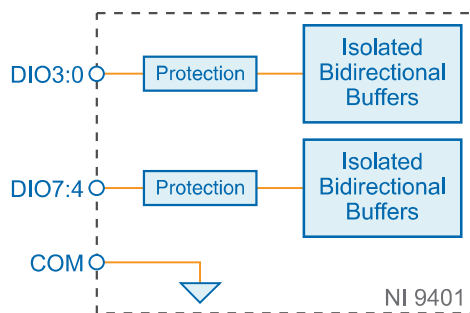 DIO3:0
Protection
Isolated
Bidirectional
Buffers
DIO7:4
Protection
Isolated
Bidirectional
Buffers
COM
NI 9401